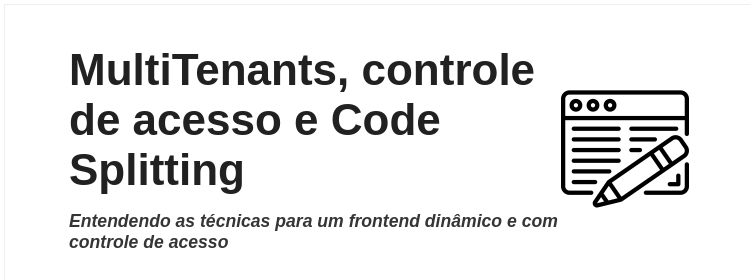 MultiTenants, controle
de acesso e Code
Splitting
Entendendo as técnicas para um frontend dinâmico e com
controle de acesso